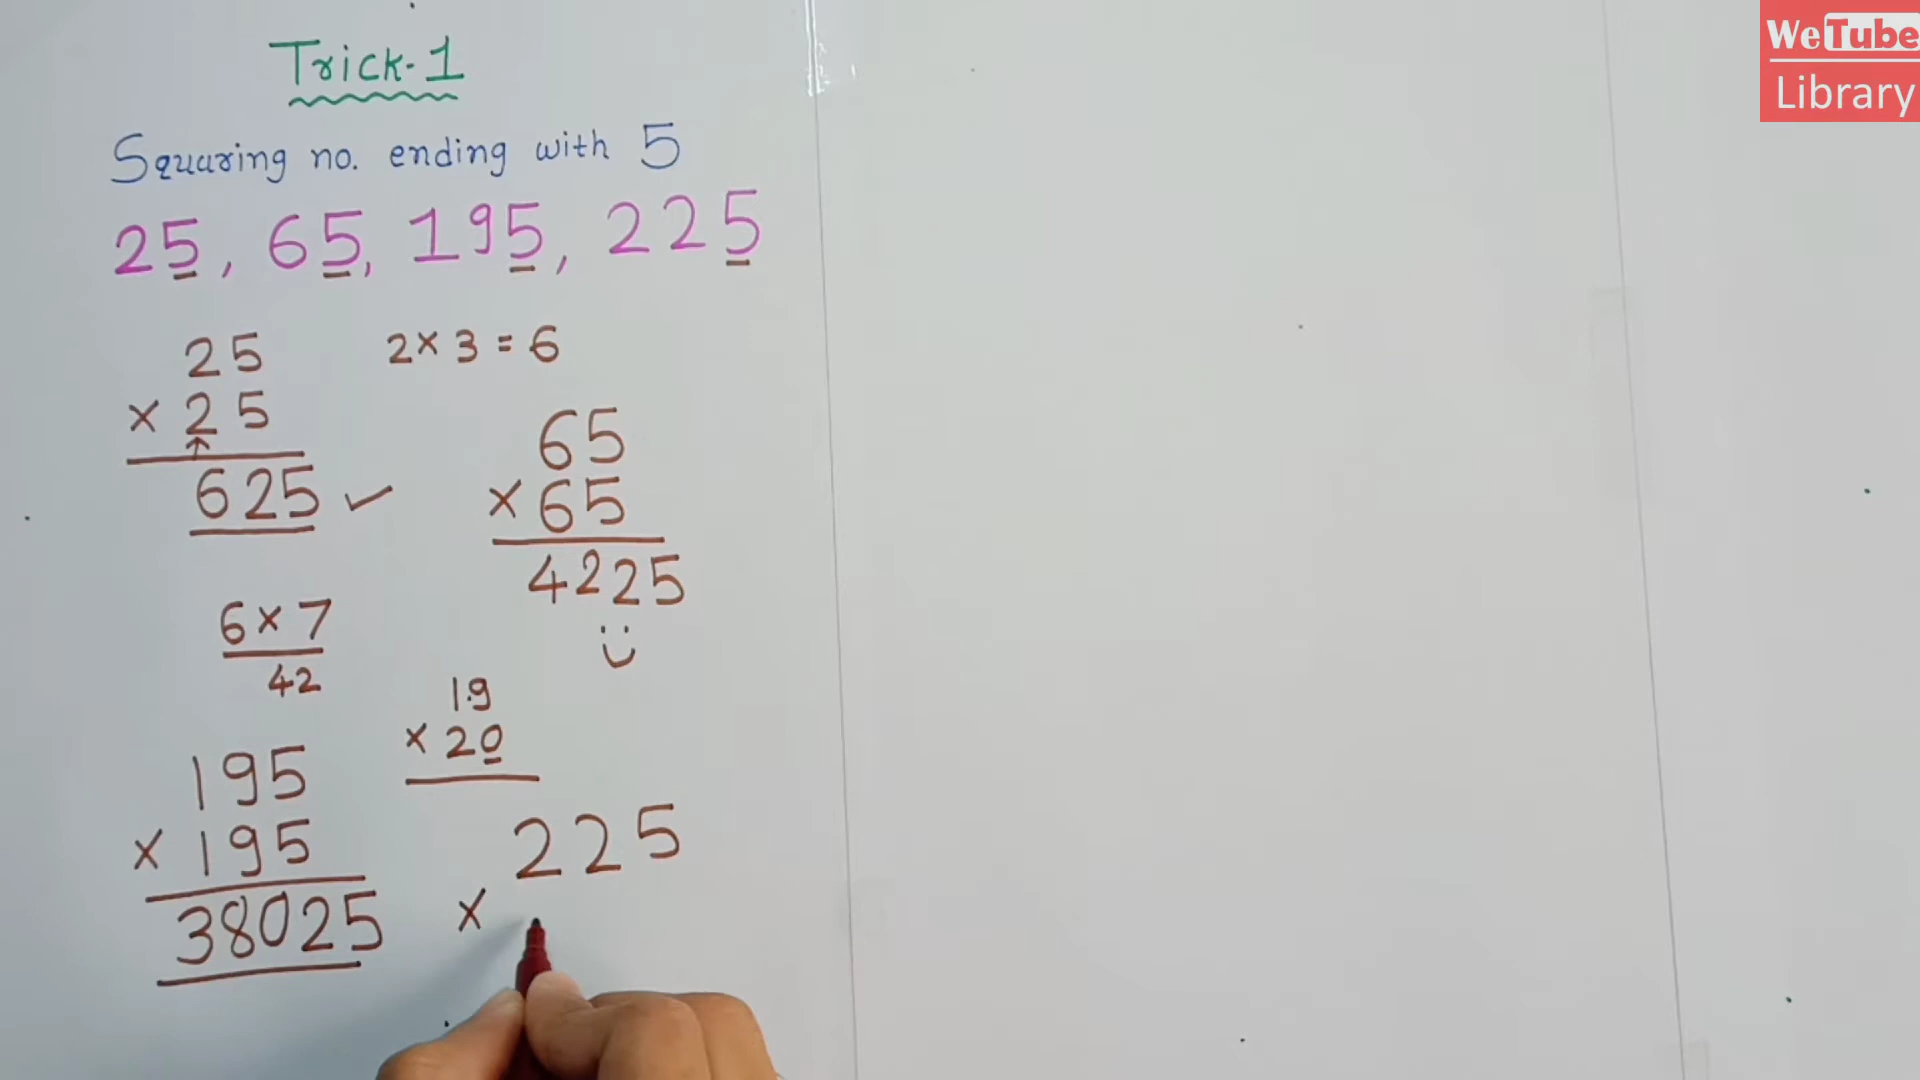 WeTube
Library
Trick-1
Squaring no. ending with 5
25, 65, 195, 225
25
× 25
625 ✓
2 × 3 = 6
65
× 65
4225
6 × 7
42
19
× 20
195
× 195
38025
225
×